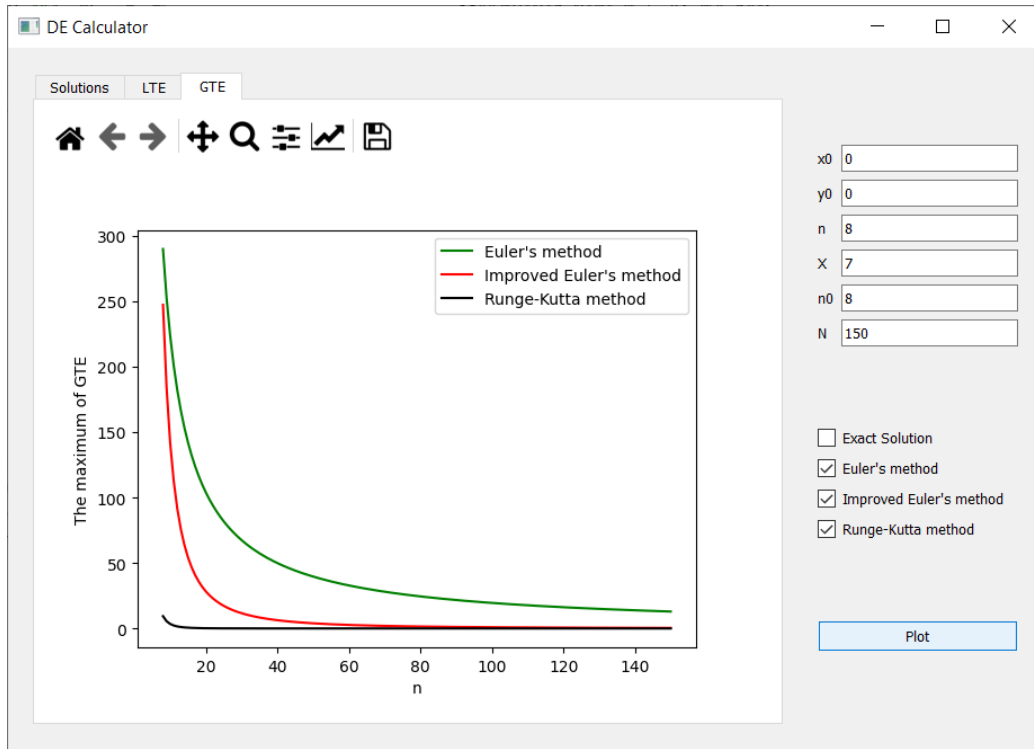 DE Calculator
Solutions LTE GTE
x0 0
y0 0
n 8
X 7
n0 8
N 150
300
250
200
150
100
50
0
The maximum of GTE
Euler's method
Improved Euler's method
Runge-Kutta method
20 40 60 80 100 120 140
n
Exact Solution
Euler's method
Improved Euler's method
Runge-Kutta method
Plot